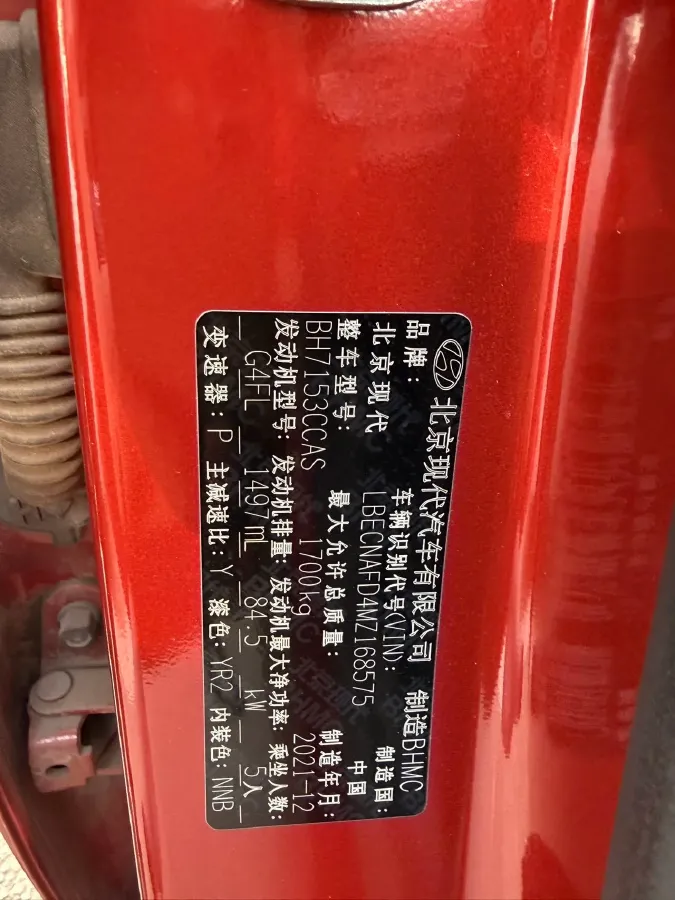 北京现代汽车有限公司 制造BHMC
品牌: 车辆识别代号(VIN): 制造国:
北京现代 LBECNAFD4NZ168575 中国
整车型号: 最大允许总质量: 制造年月:
BH7153CCAS 1700kg 2021-12
发动机型号: 发动机排量: 发动机最大净功率: 乘坐人数:
G4FL 1497mL 84.5 kW 5人
变速器: P 主减速比: Y 漆色: YR2 内装色: NNB